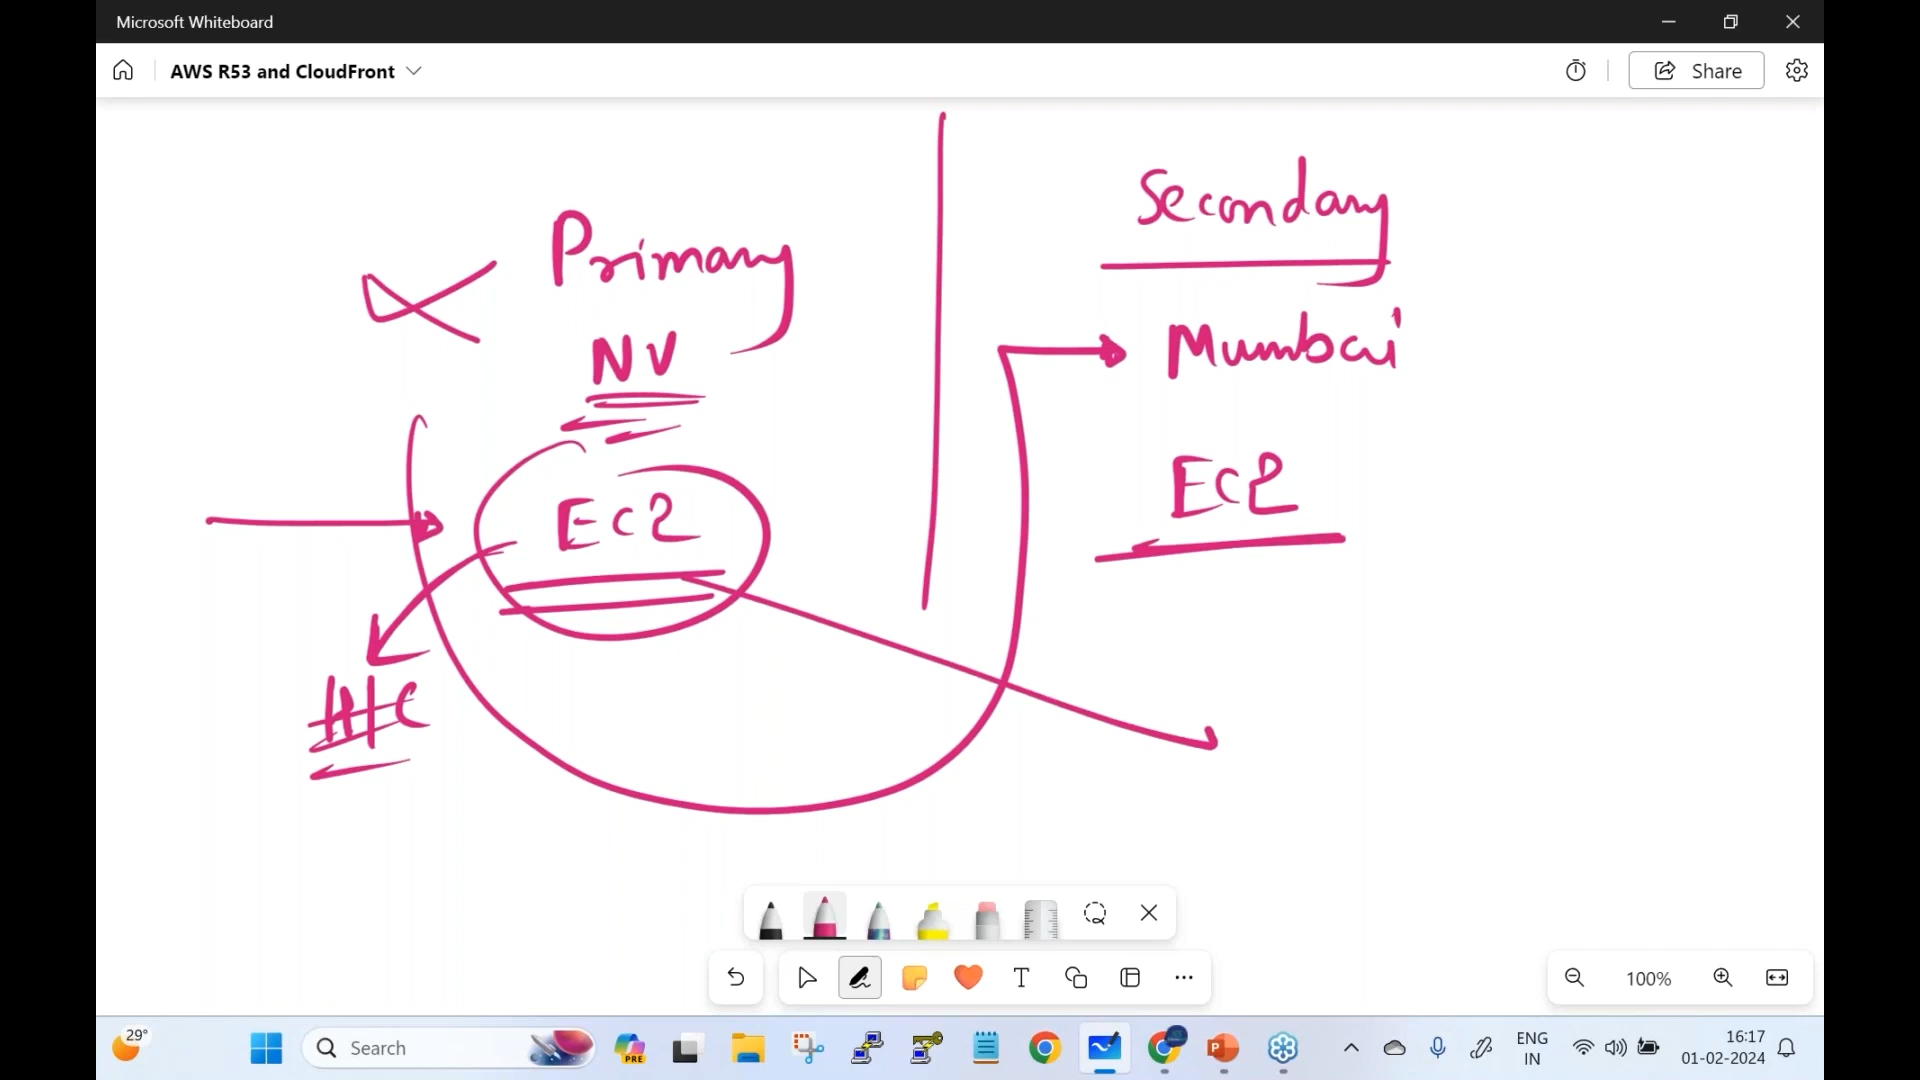 Microsoft Whiteboard
AWS R53 and CloudFront
Share
Secondary
Primary
Mumbai
NV
EC2
EC2
HC
100%
29°
Search
PRE
ENG
IN
16:17
01-02-2024